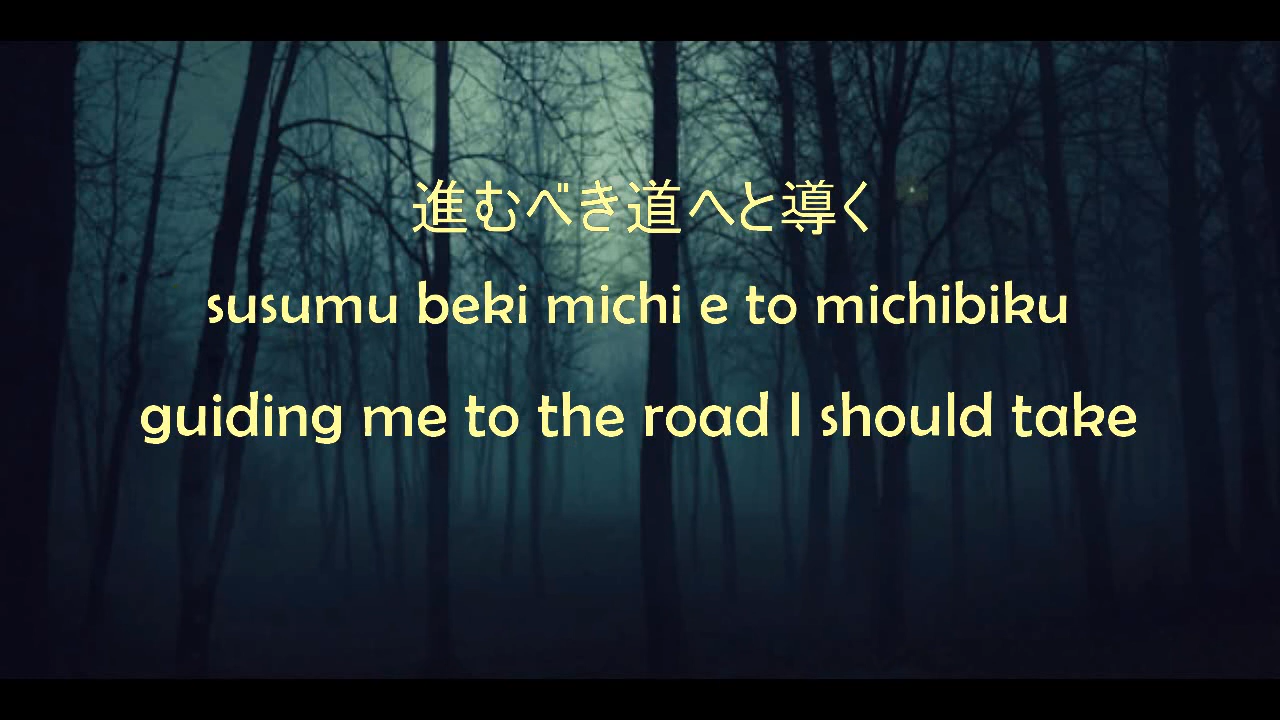 進むべき道へと導く
susumu beki michi e to michibiku
guiding me to the road I should take